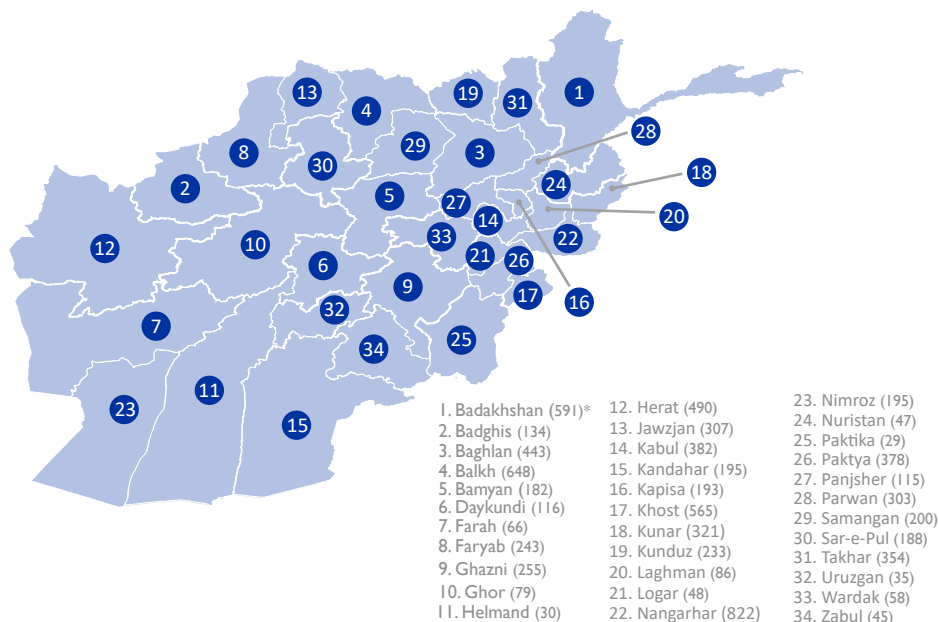 13
19
31
1
4
28
8
29
3
30
18
24
2
5
27
14
20
12
10
33
22
21
26
6
9
17
16
32
7
34
25
23
11
15
1. Badakhshan (591)*
2. Badghis (134)
3. Baghlan (443)
4. Balkh (648)
5. Bamyan (182)
6. Daykundi (116)
7. Farah (66)
8. Faryab (243)
9. Ghazni (255)
10. Ghor (79)
11. Helmand (30)
12. Herat (490)
13. Jawzjan (307)
14. Kabul (382)
15. Kandahar (195)
16. Kapisa (193)
17. Khost (565)
18. Kunar (321)
19. Kunduz (233)
20. Laghman (86)
21. Logar (48)
22. Nangarhar (822)
23. Nimroz (195)
24. Nuristan (47)
25. Paktika (29)
26. Paktya (378)
27. Panjsher (115)
28. Parwan (303)
29. Samangan (200)
30. Sar-e-Pul (188)
31. Takhar (354)
32. Uruzgan (35)
33. Wardak (58)
34. Zabul (45)